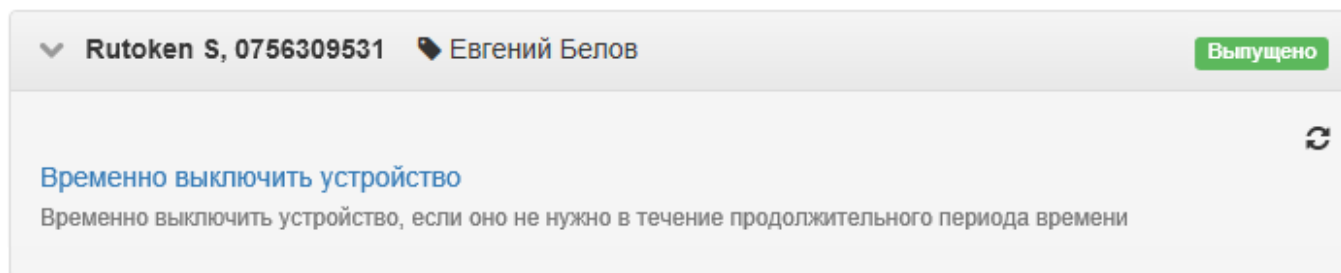 Rutoken S, 0756309531 Евгений Белов Выпущено
Временно выключить устройство
Временно выключить устройство, если оно не нужно в течение продолжительного периода времени